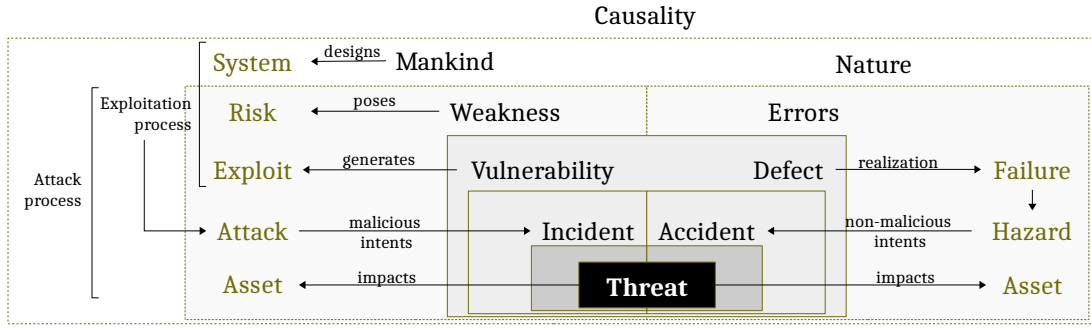 Causality
System
designs
Mankind
Nature
Exploitation
process
Risk
poses
Weakness
Errors
Exploit
generates
Vulnerability
Defect
realization
Failure
Attack
process
Attack
malicious
intents
Incident
Accident
non-malicious
intents
Hazard
Asset
impacts
Threat
impacts
Asset